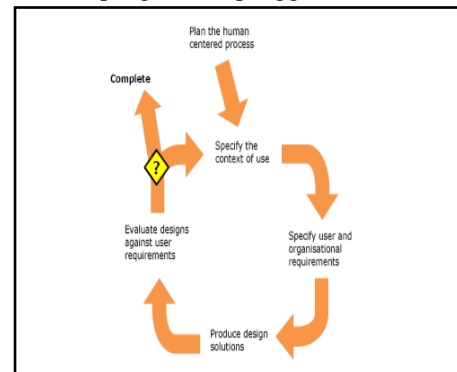 Plan the human
centered process
Complete
Specify the
context of use
?
Evaluate designs
against user
requirements
Specify user and
organisational
requirements
Produce design
solutions